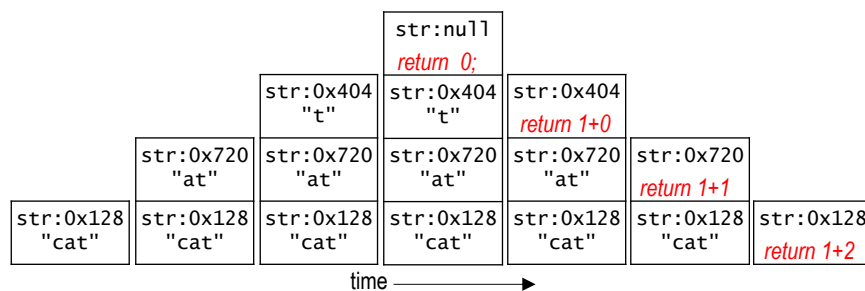 str:null
return 0;
str:0x404 str:0x404 str:0x404
"t" "t" return 1+0
str:0x720 str:0x720 str:0x720 str:0x720 str:0x720
"at" "at" "at" "at" return 1+1
str:0x128 str:0x128 str:0x128 str:0x128 str:0x128 str:0x128 str:0x128
"cat" "cat" "cat" "cat" "cat" "cat" return 1+2
time